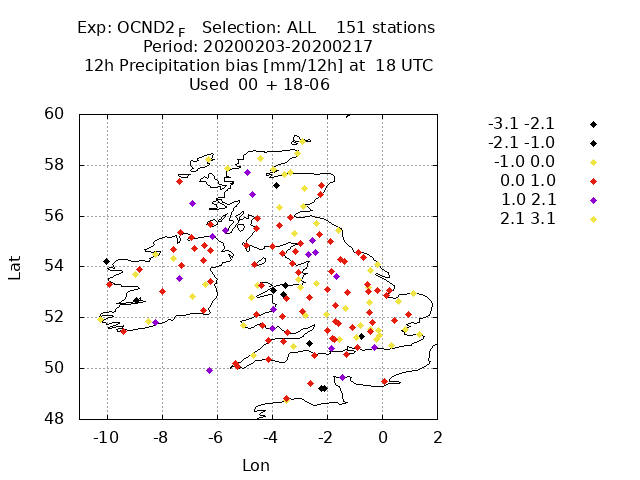 Exp: OCND2_F   Selection: ALL    151 stations
Period: 20200203-20200217
12h Precipitation bias [mm/12h] at  18 UTC
Used  00 + 18-06
60
58
56
54
52
50
48
Lat
-10 -8 -6 -4 -2 0 2
Lon
-3.1 -2.1
-2.1 -1.0
-1.0 0.0
0.0 1.0
1.0 2.1
2.1 3.1